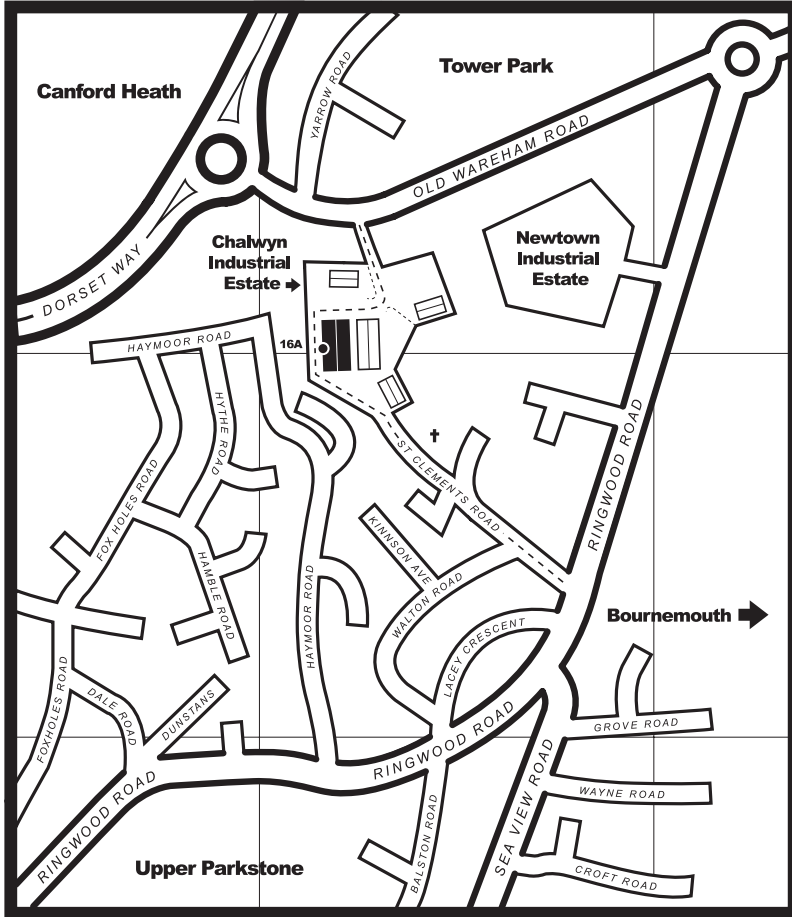 Tower Park
Canford Heath
YARROW ROAD
OLD WAREHAM ROAD
Chalwyn
Industrial
Estate
Newtown
Industrial
Estate
DORSET WAY
HAYMOOR ROAD
16A
HYTHE ROAD
RINGWOOD ROAD
ST CLEMENTS ROAD
FOX HOLES ROAD
KINNSON AVE
HAMBLE ROAD
WALTON ROAD
HAYMOOR ROAD
LACEY CRESCENT
Bournemouth
FOXHOLES ROAD
DALE ROAD
DUNSTANS
GROVE ROAD
RINGWOOD ROAD
RINGWOOD ROAD
SEA VIEW ROAD
WAYNE ROAD
BALSTON ROAD
Upper Parkstone
CROFT ROAD